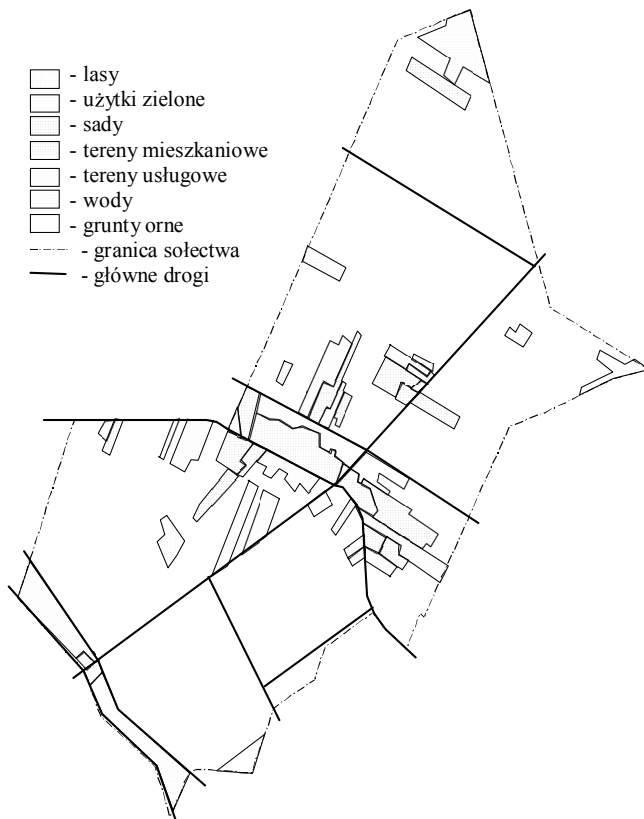 - lasy
- użytki zielone
- sady
- tereny mieszkaniowe
- tereny usługowe
- wody
- grunty orne
- granica sołectwa
- główne drogi